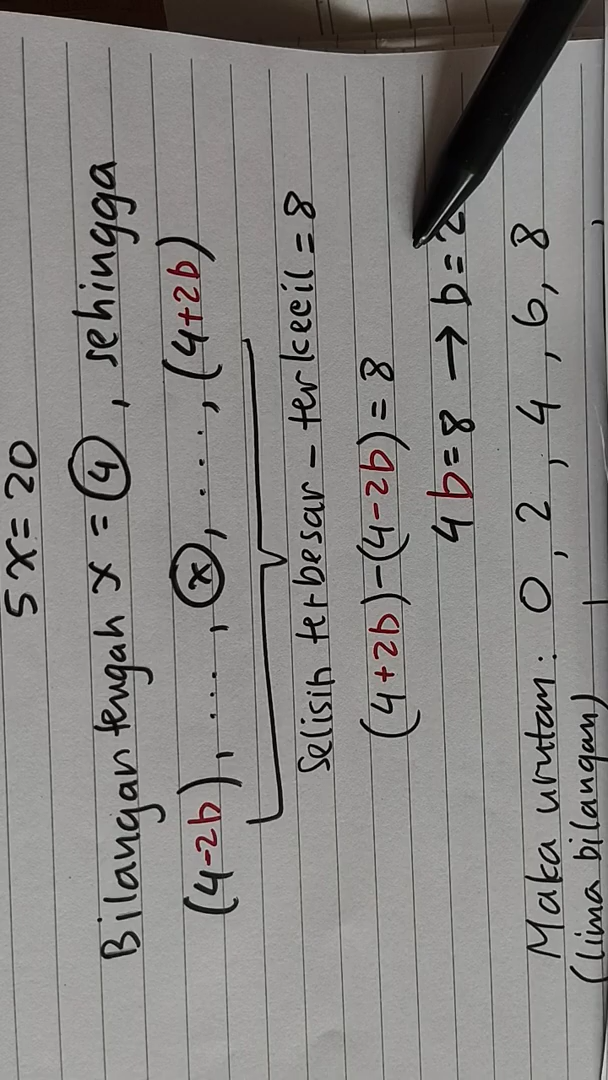 5x = 20
Bilangan tengah x = 4, sehingga
(4-2b), ...., x, ....., (4+2b)
Selisih terbesar - terkecil = 8
(4+2b)-(4-2b) = 8
4b = 8 → b = 2
Maka urutan: 0, 2, 4, 6, 8
(lima bilangan)